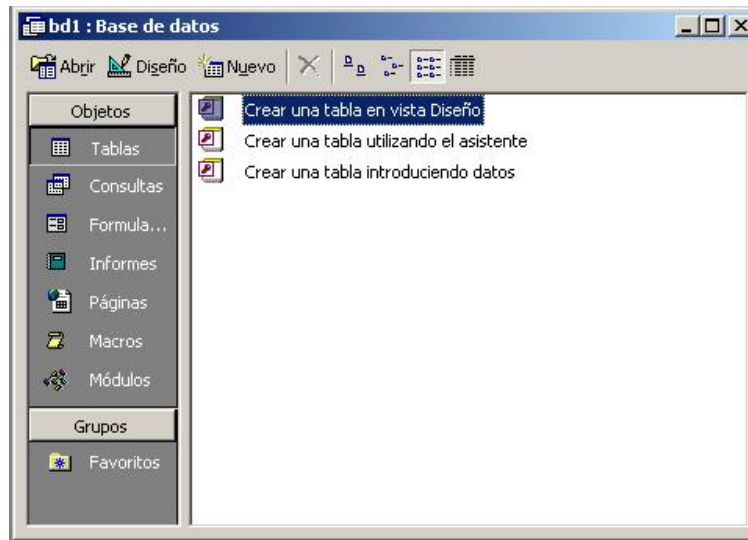 bd1 : Base de datos
Abrir Diseño Nuevo
Objetos
Tablas
Consultas
Formula...
Informes
Páginas
Macros
Módulos
Grupos
Favoritos
Crear una tabla en vista Diseño
Crear una tabla utilizando el asistente
Crear una tabla introduciendo datos